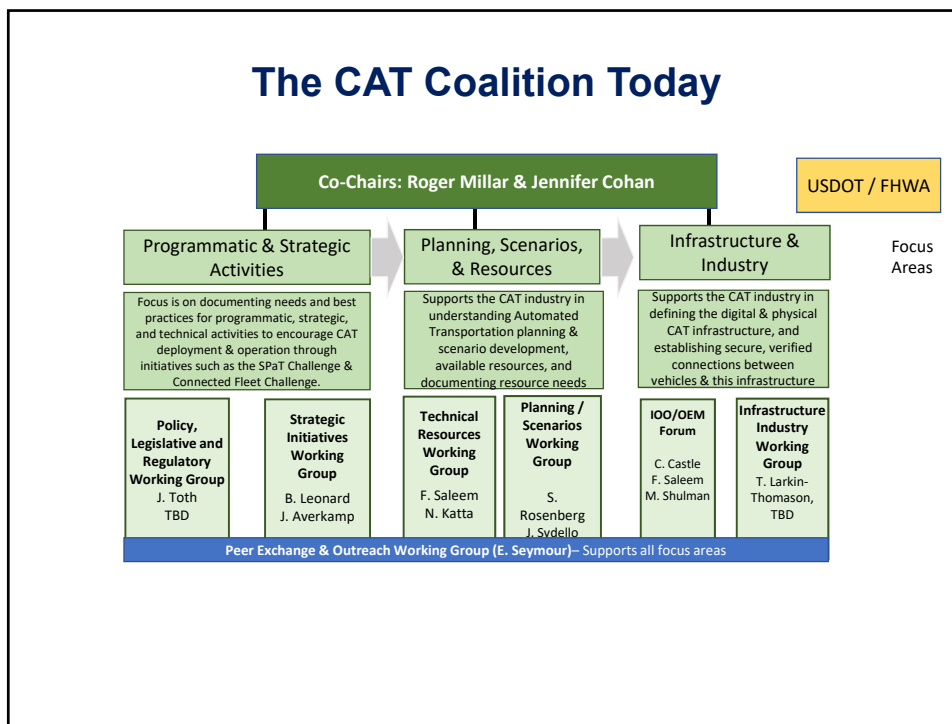 The CAT Coalition Today
Co-Chairs: Roger Millar & Jennifer Cohan
USDOT / FHWA
Programmatic & Strategic
Activities
Planning, Scenarios,
& Resources
Infrastructure &
Industry
Focus
Areas
Focus is on documenting needs and best
practices for programmatic, strategic,
and technical activities to encourage CAT
deployment & operation through
initiatives such as the SPaT Challenge &
Connected Fleet Challenge.
Supports the CAT industry in
understanding Automated
Transportation planning &
scenario development,
available resources, and
documenting resource needs
Supports the CAT industry in
defining the digital & physical
CAT infrastructure, and
establishing secure, verified
connections between
vehicles & this infrastructure
Policy,
Legislative and
Regulatory
Working Group
J. Toth
TBD
Strategic
Initiatives
Working
Group
B. Leonard
J. Averkamp
Technical
Resources
Working
Group
F. Saleem
N. Katta
Planning /
Scenarios
Working
Group
S.
Rosenberg
J. Sydello
IOO/OEM
Forum
C. Castle
F. Saleem
M. Shulman
Infrastructure
Industry
Working
Group
T. Larkin-
Thomason,
TBD
Peer Exchange & Outreach Working Group (E. Seymour)– Supports all focus areas